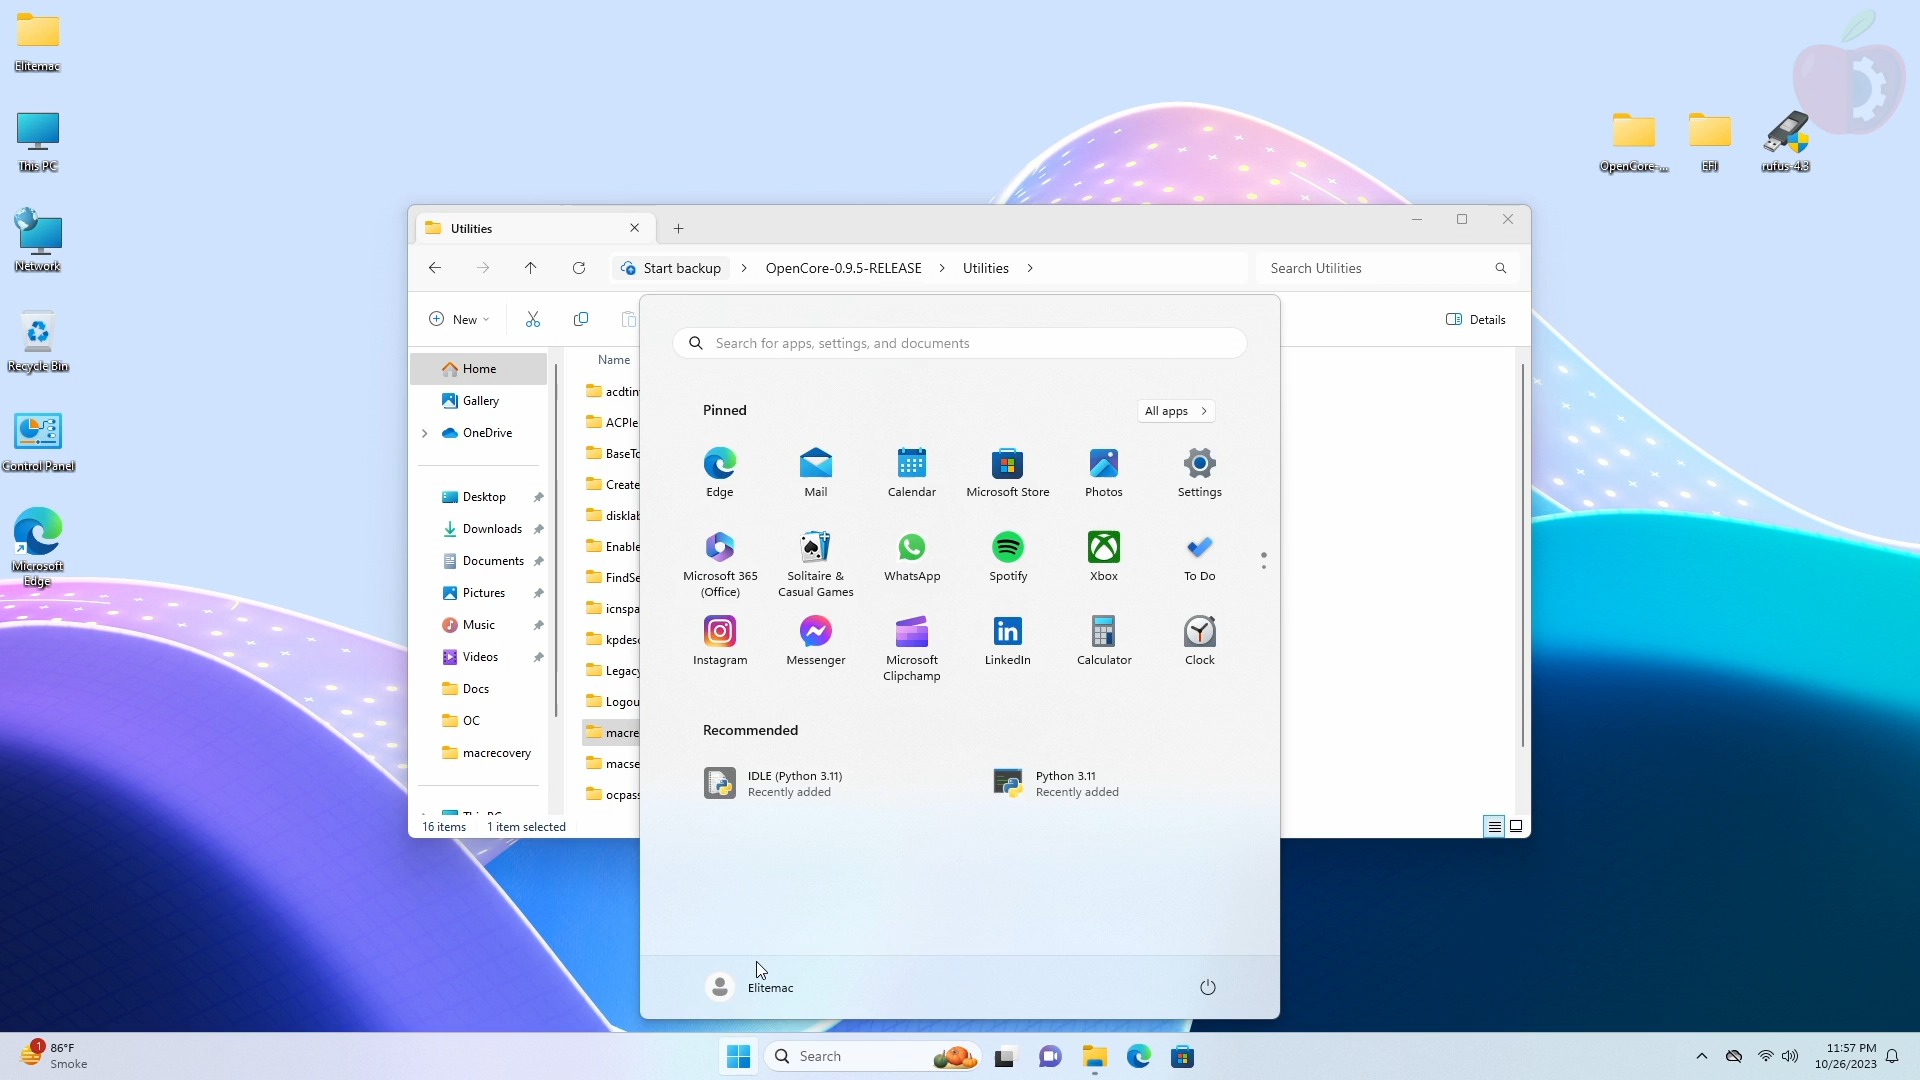 Elitemac
This PC
Network
Recycle Bin
Control Panel
Microsoft
Edge
OpenCore-...
EFI
rufus-4.3
Utilities
Start backup
OpenCore-0.9.5-RELEASE
Utilities
Search Utilities
New
Details
Home
Gallery
OneDrive
Desktop
Downloads
Documents
Pictures
Music
Videos
Docs
OC
macrecovery
Name
acdtin
ACPIe
BaseTo
Create
disklab
Enable
FindSe
icnspa
kpdesc
Legacy
Logou
macre
macse
ocpass
16 items
1 item selected
Search for apps, settings, and documents
Pinned
All apps
Edge
Mail
Calendar
Microsoft Store
Photos
Settings
Microsoft 365
(Office)
Solitaire &
Casual Games
WhatsApp
Spotify
Xbox
To Do
Instagram
Messenger
Microsoft
Clipchamp
LinkedIn
Calculator
Clock
Recommended
IDLE (Python 3.11)
Recently added
Python 3.11
Recently added
Elitemac
1
86°F
Smoke
Search
11:57 PM
10/26/2023